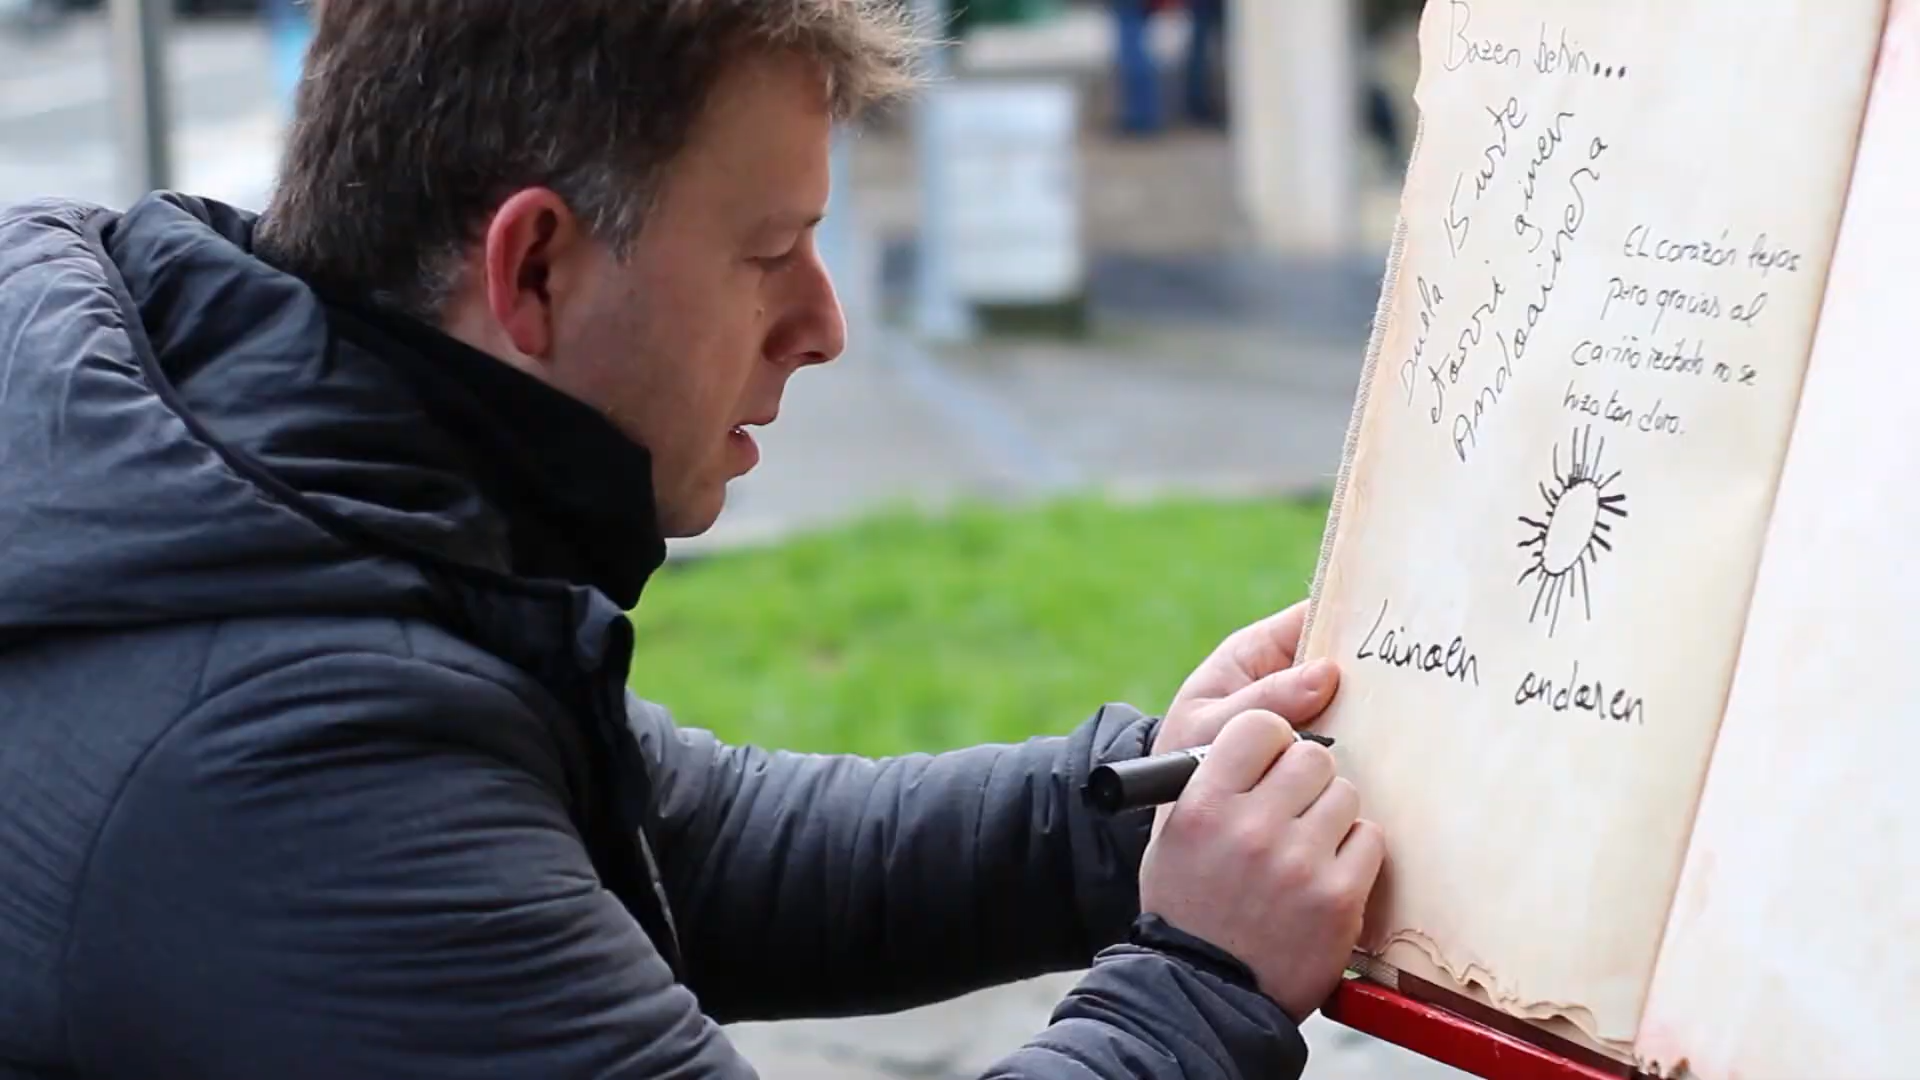 Bazen behin...
Duela 15 urte
etorri ginen
Andoainera
EL corazón lejos
pero gracias al
cariño recibido no se
hizo tan duro.
Lainoen ondoren